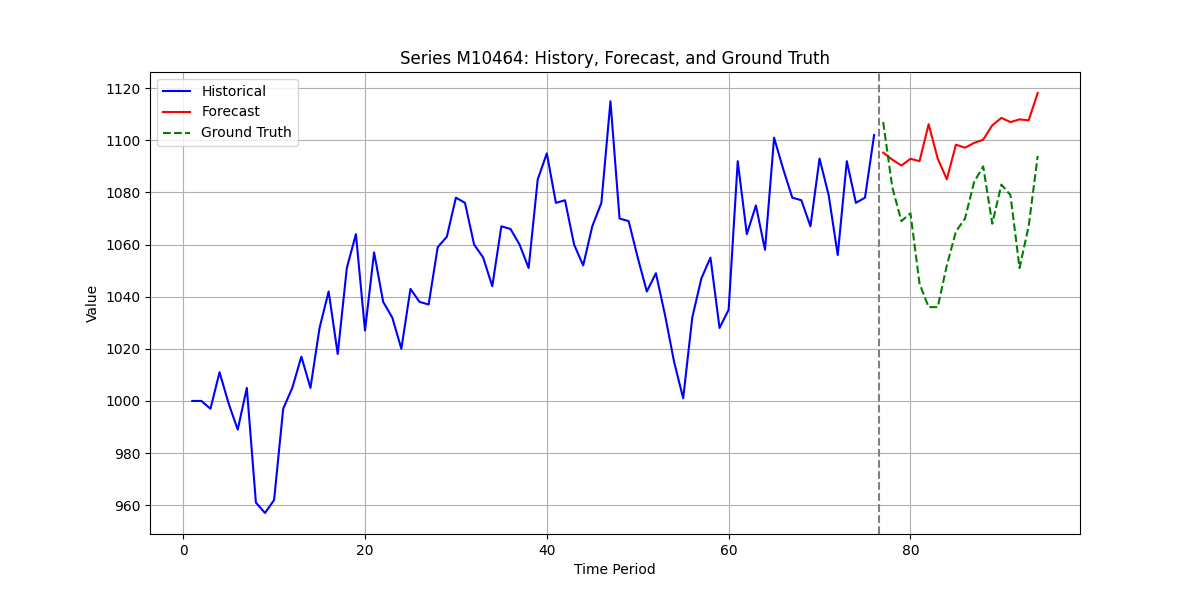 Series M10464: History, Forecast, and Ground Truth
Historical
Forecast
Ground Truth
1120
1100
1080
1060
1040
1020
1000
980
960
Value
0 20 40 60 80
Time Period